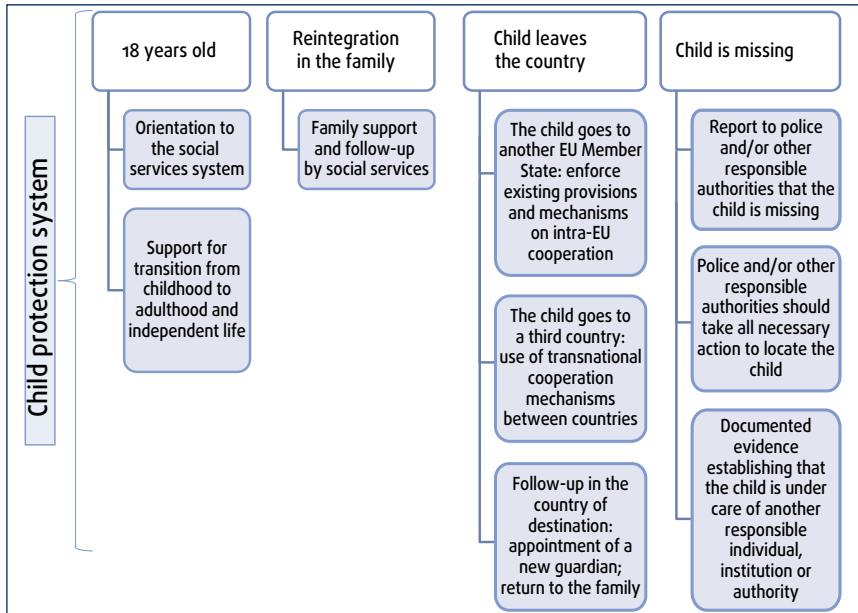 Child protection system
18 years old
Orientation to
the social
services system
Support for
transition from
childhood to
adulthood and
independent life
Reintegration
in the family
Family support
and follow-up
by social services
Child leaves
the country
The child goes to
another EU Member
State: enforce
existing provisions
and mechanisms
on intra-EU
cooperation
The child goes to
a third country:
use of transnational
cooperation
mechanisms
between countries
Follow-up in the
country of
destination:
appointment of a
new guardian;
return to the family
Child is missing
Report to police
and/or other
responsible
authorities that the
child is missing
Police and/or other
responsible
authorities should
take all necessary
action to locate the
child
Documented
evidence
establishing that
the child is under
care of another
responsible
individual,
institution or
authority